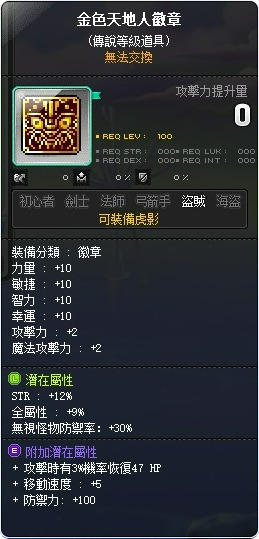 金色天地人徽章
(傳說等級道具)
無法交換
攻擊力提升量
0
REQ LEV : 100
REQ STR : 000 REQ LUK : 000
REQ DEX : 000 REQ INT : 000
0 % 0 % 0 %
初心者 劍士 法師 弓箭手 盜賊 海盜
可裝備虎影
裝備分類 : 徽章
力量 : +10
敏捷 : +10
智力 : +10
幸運 : +10
攻擊力 : +2
魔法攻擊力 : +2
L 潛在屬性
STR : +12%
全屬性 : +9%
無視怪物防禦率: +30%
E 附加潛在屬性
+ 攻擊時有3%機率恢復47 HP
+ 移動速度 : +5
+ 防禦力: +100